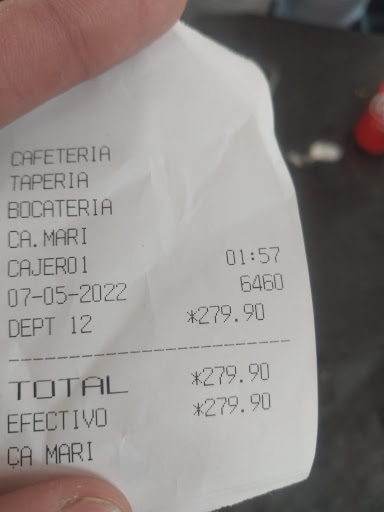 CAFETERIA
TAPERIA
BOCATERIA
CA.MARI
CAJERO1 01:57
07-05-2022 6460
DEPT 12 *279.90
TOTAL *279.90
EFECTIVO *279.90
ÇA MARI